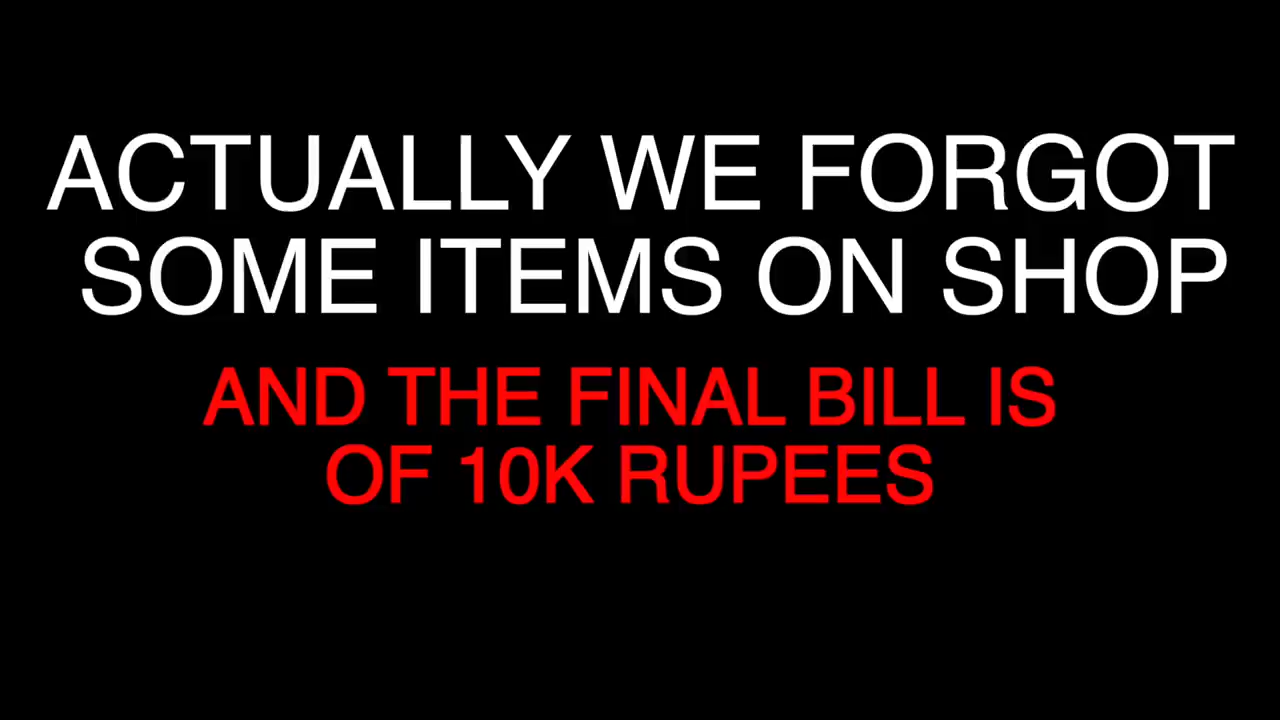 ACTUALLY WE FORGOT
SOME ITEMS ON SHOP
AND THE FINAL BILL IS
OF 10K RUPEES